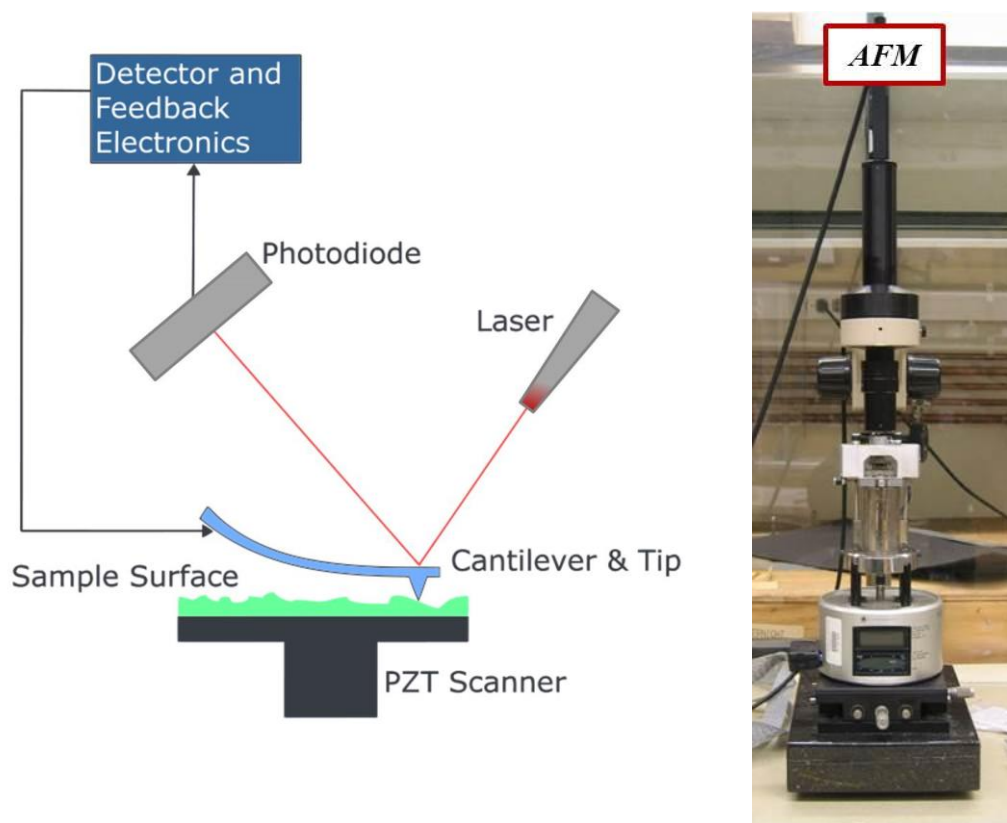 Detector and
Feedback
Electronics
Photodiode
Laser
Cantilever & Tip
Sample Surface
PZT Scanner
AFM